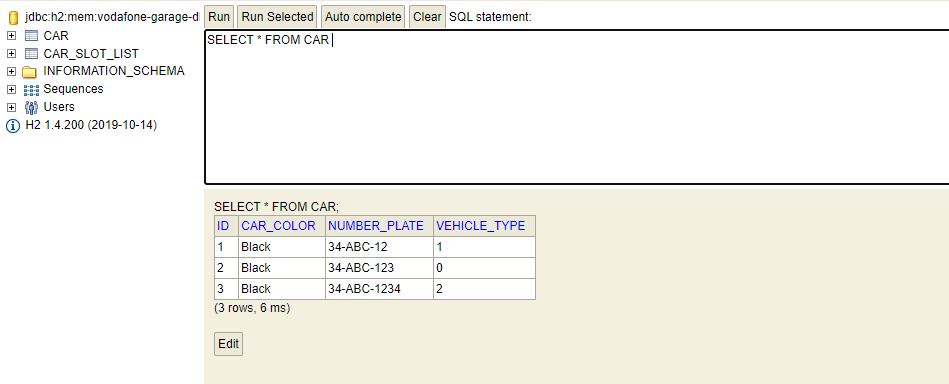 jdbc:h2:mem:vodafone-garage-d
CAR
CAR_SLOT_LIST
INFORMATION_SCHEMA
Sequences
Users
H2 1.4.200 (2019-10-14)
Run Run Selected Auto complete Clear SQL statement:
SELECT * FROM CAR
SELECT * FROM CAR;
ID CAR_COLOR NUMBER_PLATE VEHICLE_TYPE
1 Black 34-ABC-12 1
2 Black 34-ABC-123 0
3 Black 34-ABC-1234 2
(3 rows, 6 ms)
Edit